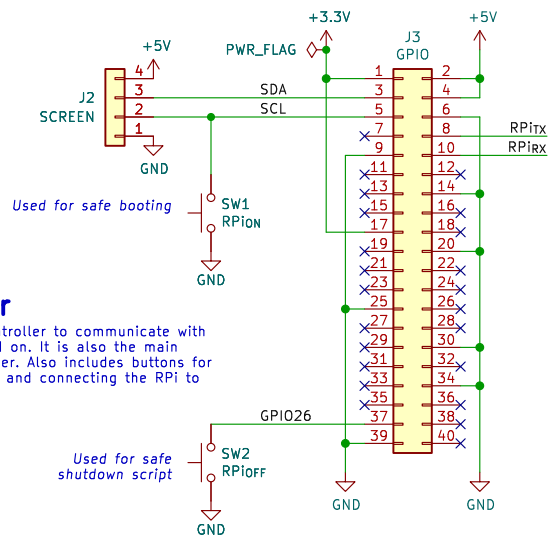 +3.3V
J3
GPIO
+5V
PWR_FLAG
+5V
J2
SCREEN
4
3
2
1
GND
SDA
SCL
1 2
3 4
5 6
7 8
9 10
11 12
13 14
15 16
17 18
19 20
21 22
23 24
25 26
27 28
29 30
31 32
33 34
35 36
37 38
39 40
RPiTX
RPiRX
Used for safe booting
SW1
RPiON
GND
r
troller to communicate with
d on. It is also the main
er. Also includes buttons for
and connecting the RPi to
GPIO26
Used for safe
shutdown script
SW2
RPiOFF
GND
GND
GND